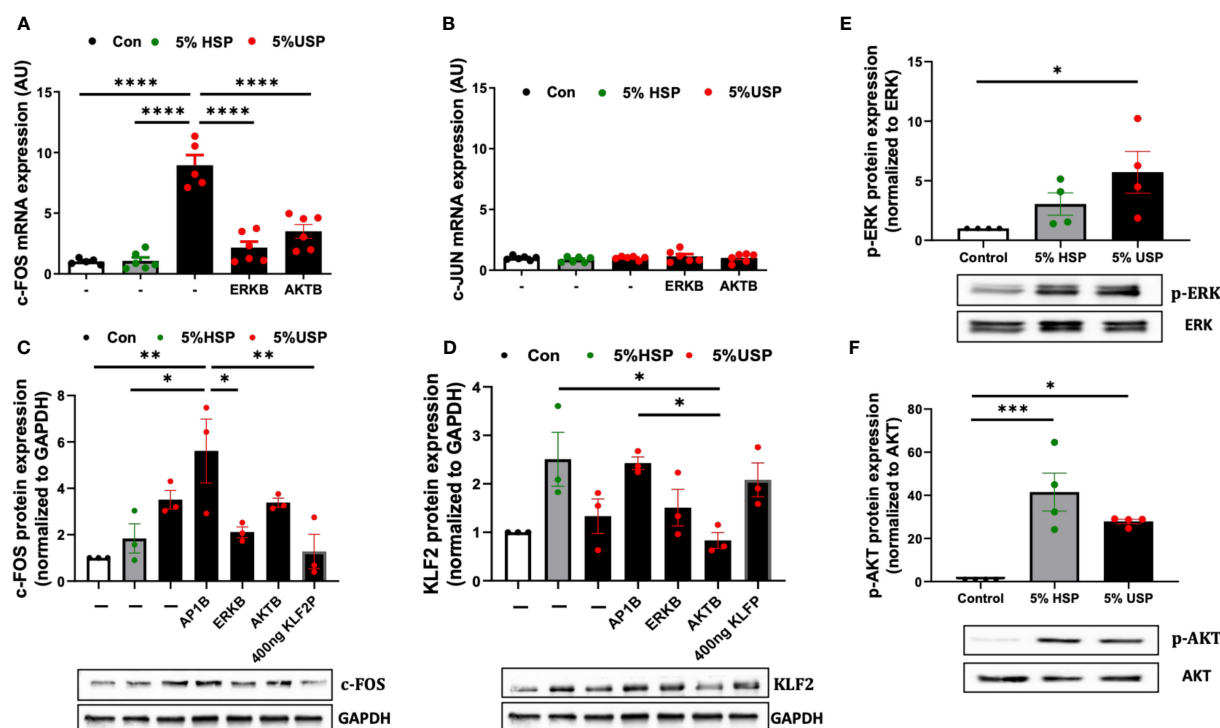 A
Con 5% HSP 5%USP
c-FOS mRNA expression (AU)
15
10
5
0
****
****
****
****
- - - ERKB AKTB
B
Con 5% HSP 5%USP
c-JUN mRNA expression (AU)
15
10
5
0
- - - ERKB AKTB
E
p-ERK protein expression
(normalized to ERK)
15
10
5
0
*
Control 5% HSP 5% USP
p-ERK
ERK
C
Con 5%HSP 5%USP
c-FOS protein expression
(normalized to GAPDH)
8
6
4
2
0
** **
* *
— — — AP1B ERKB AKTB 400ng KLF2P
c-FOS
GAPDH
D
Con 5%HSP 5%USP
KLF2 protein expression
(normalized to GAPDH)
4
3
2
1
0
*
*
— — — AP1B ERKB AKTB 400ng KLFP
KLF2
GAPDH
F
p-AKT protein expression
(normalized to AKT)
80
60
40
20
0
*
***
Control 5% HSP 5% USP
p-AKT
AKT